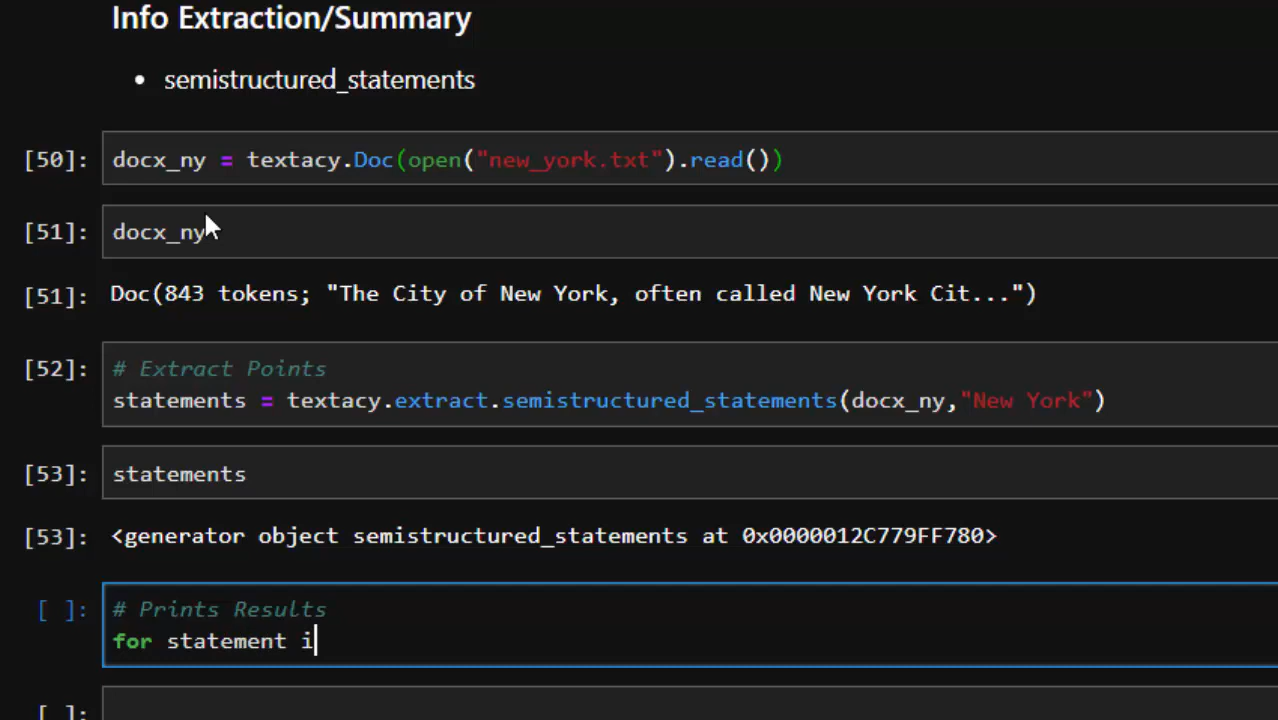 Info Extraction/Summary
• semistructured_statements
[50]: docx_ny = textacy.Doc(open("new_york.txt").read())
[51]: docx_ny
[51]: Doc(843 tokens; "The City of New York, often called New York Cit...")
[52]: # Extract Points
statements = textacy.extract.semistructured_statements(docx_ny,"New York")
[53]: statements
[53]: <generator object semistructured_statements at 0x0000012C779FF780>
[ ]: # Prints Results
for statement i
[ ]: